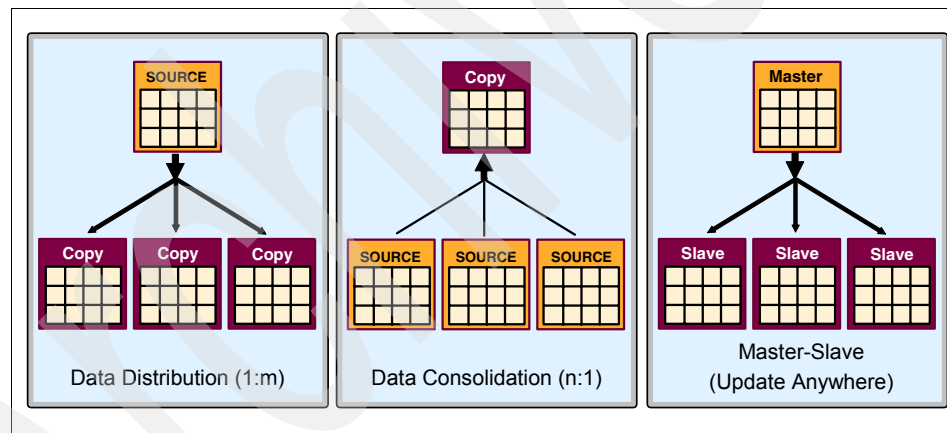 SOURCE
Copy
Copy
Copy
Data Distribution (1:m)
Copy
SOURCE
SOURCE
SOURCE
Data Consolidation (n:1)
Master
Slave
Slave
Slave
Master-Slave
(Update Anywhere)